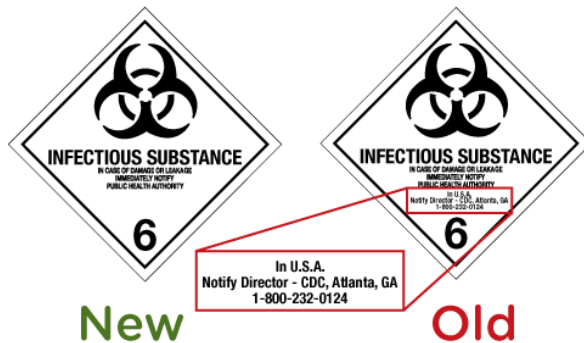 INFECTIOUS SUBSTANCE
IN CASE OF DAMAGE OR LEAKAGE
IMMEDIATELY NOTIFY
PUBLIC HEALTH AUTHORITY
6
INFECTIOUS SUBSTANCE
IN CASE OF DAMAGE OR LEAKAGE
IMMEDIATELY NOTIFY
PUBLIC HEALTH AUTHORITY
In U.S.A.
Notify Director - CDC, Atlanta, GA
1-800-232-0124
6
In U.S.A.
Notify Director - CDC, Atlanta, GA
1-800-232-0124
New
Old